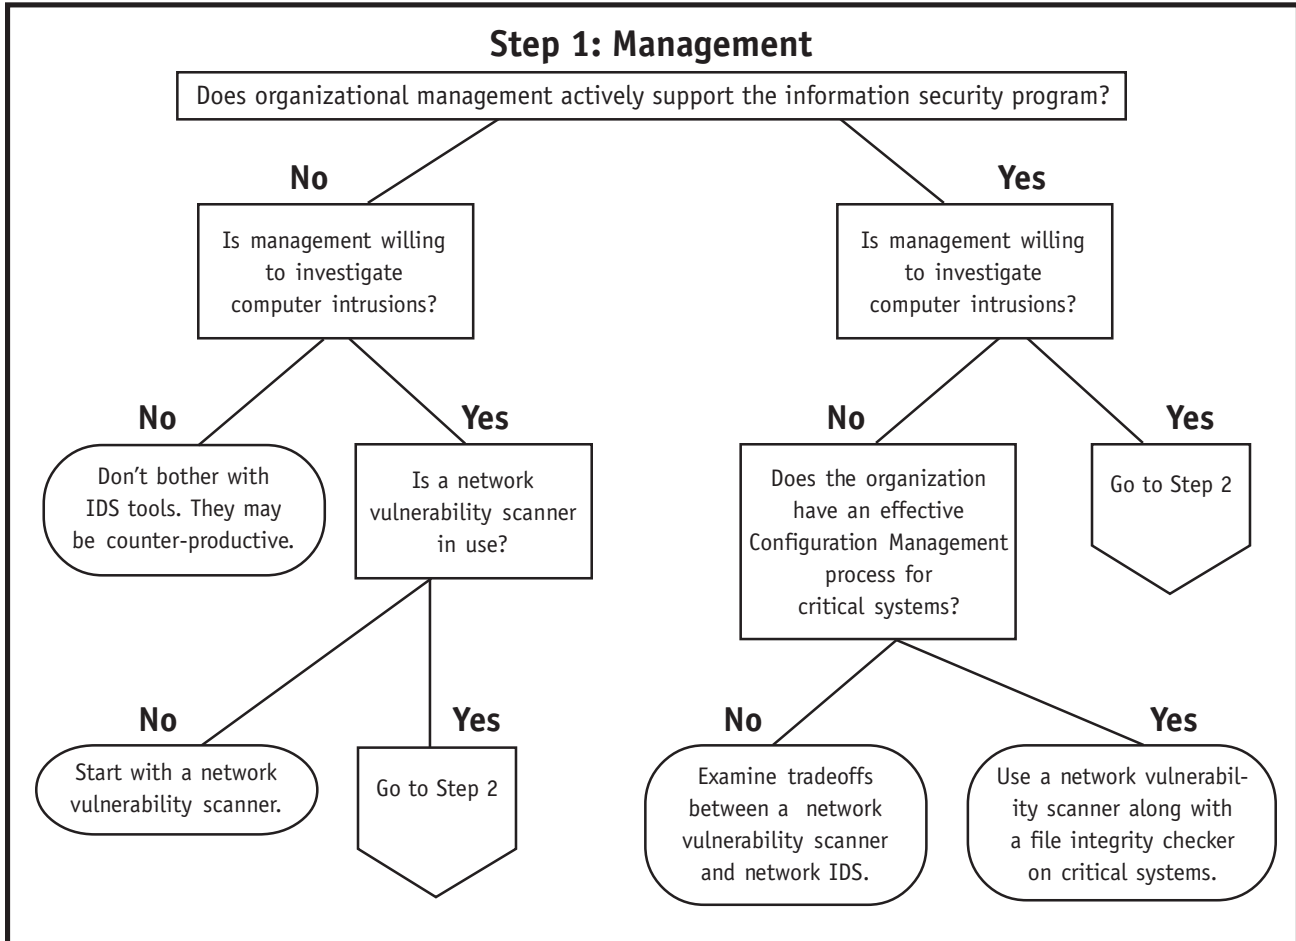 Step 1: Management
Does organizational management actively support the information security program?
No
Yes
Is management willing
to investigate
computer intrusions?
Is management willing
to investigate
computer intrusions?
No
Yes
No
Yes
Don't bother with
IDS tools. They may
be counter-productive.
Is a network
vulnerability scanner
in use?
Does the organization
have an effective
Configuration Management
process for
critical systems?
Go to Step 2
No
Yes
No
Yes
Start with a network
vulnerability scanner.
Go to Step 2
Examine tradeoffs
between a network
vulnerability scanner
and network IDS.
Use a network vulnerabil-
ity scanner along with
a file integrity checker
on critical systems.